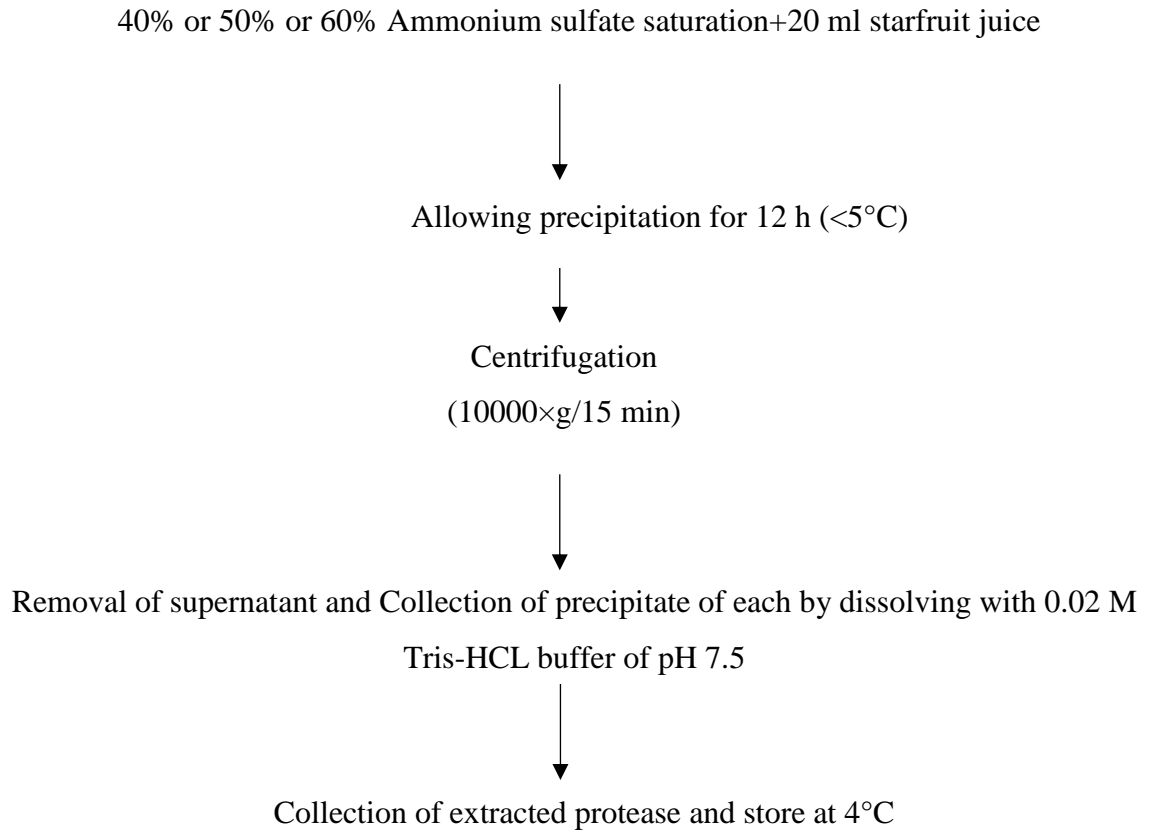 40% or 50% or 60% Ammonium sulfate saturation+20 ml starfruit juice
Allowing precipitation for 12 h (<5°C)
Centrifugation
(10000×g/15 min)
Removal of supernatant and Collection of precipitate of each by dissolving with 0.02 M
Tris-HCL buffer of pH 7.5
Collection of extracted protease and store at 4°C